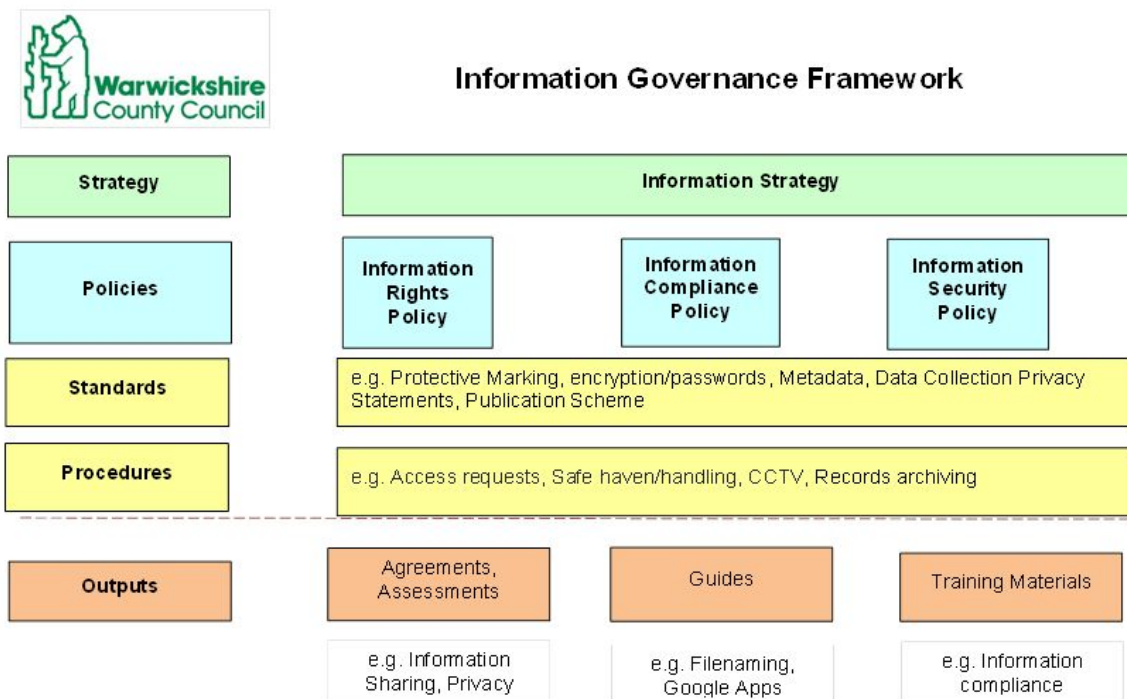 Warwickshire
County Council
Information Governance Framework
Strategy
Information Strategy
Policies
Information
Rights
Policy
Information
Compliance
Policy
Information
Security
Policy
Standards
e.g. Protective Marking, encryption/passwords, Metadata, Data Collection Privacy
Statements, Publication Scheme
Procedures
e.g. Access requests, Safe haven/handling, CCTV, Records archiving
Outputs
Agreements,
Assessments
Guides
Training Materials
e.g. Information
Sharing, Privacy
e.g. Filenaming,
Google Apps
e.g. Information
compliance